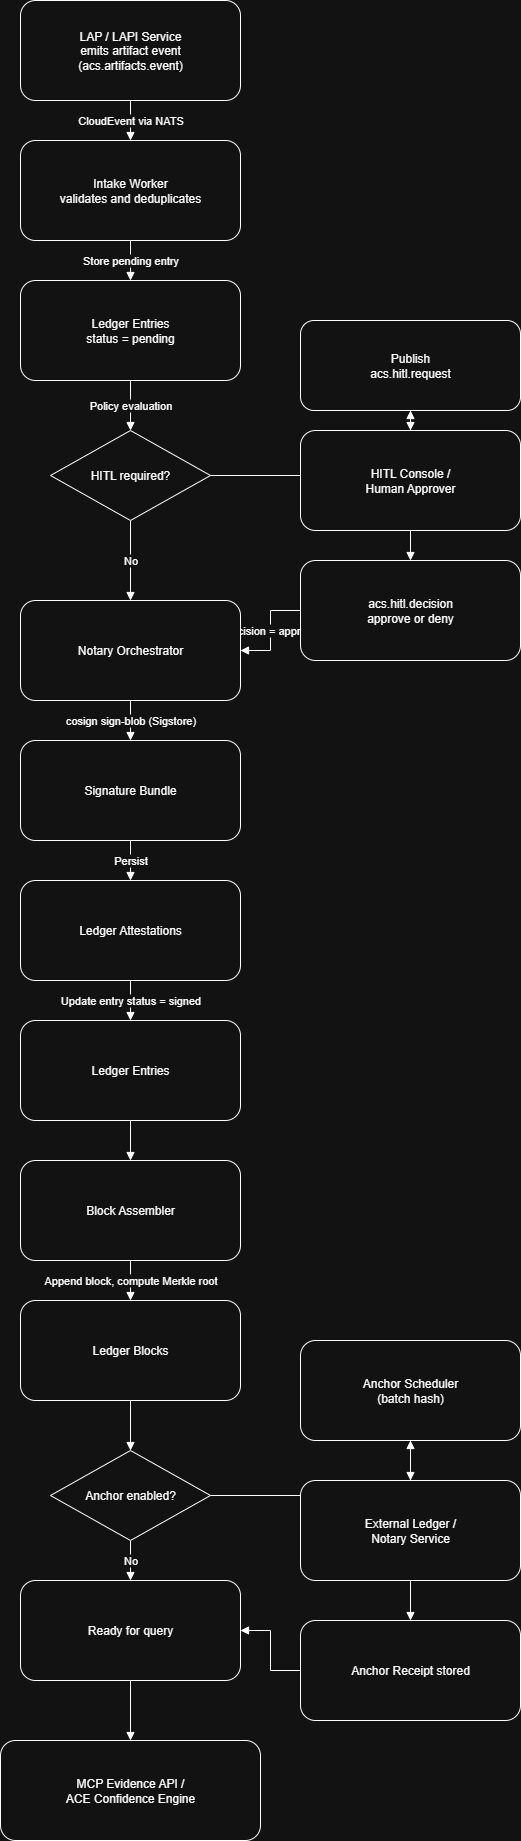 LAP / LAPI Service
emits artifact event
(acs.artifacts.event)
CloudEvent via NATS
Intake Worker
validates and deduplicates
Store pending entry
Ledger Entries
status = pending
Publish
acs.hitl.request
Policy evaluation
HITL required?
HITL Console /
Human Approver
No
acs.hitl.decision
approve or deny
cision = appr
Notary Orchestrator
cosign sign-blob (Sigstore)
Signature Bundle
Persist
Ledger Attestations
Update entry status = signed
Ledger Entries
Block Assembler
Append block, compute Merkle root
Ledger Blocks
Anchor Scheduler
(batch hash)
Anchor enabled?
External Ledger /
Notary Service
No
Ready for query
Anchor Receipt stored
MCP Evidence API /
ACE Confidence Engine